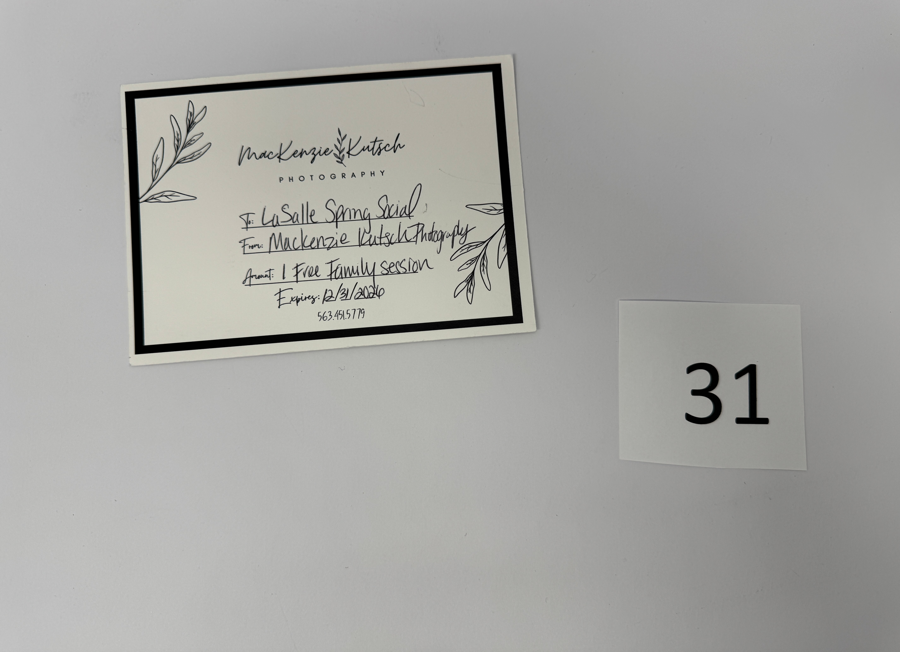 MacKenzie Kutsch
PHOTOGRAPHY
To: LaSalle Spring Social
From: Mackenzie Kutsch Photography
Amount: 1 Free Family session
Expires: 12/31/2026
563.451.5779
31